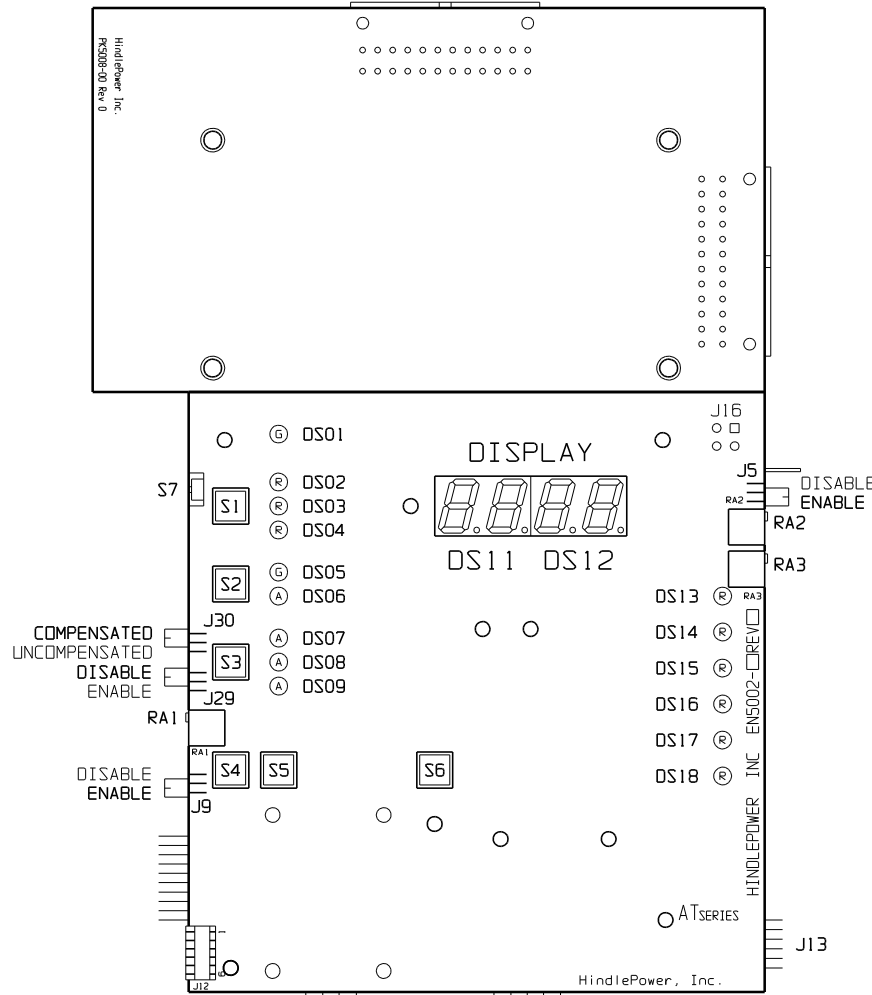 HindlePower Inc.
PK5008-00 Rev 0
J16
G DS01
DISPLAY
J5
DISABLE
ENABLE
RA2
RA2
S7
S1
R DS02
R DS03
R DS04
DS11 DS12
RA3
RA3
S2
G DS05
A DS06
DS13 R
J30
COMPENSATED
UNCOMPENSATED
DISABLE
ENABLE
J29
S3
A DS07
A DS08
A DS09
DS14 R
DS15 R
DS16 R
DS17 R
DS18 R
RA1
RA1
DISABLE
ENABLE
J9
S4
S5
S6
HINDLEPOWER INC EN5002- REV
ATSERIES
J13
1
6
J12
HindlePower, Inc.